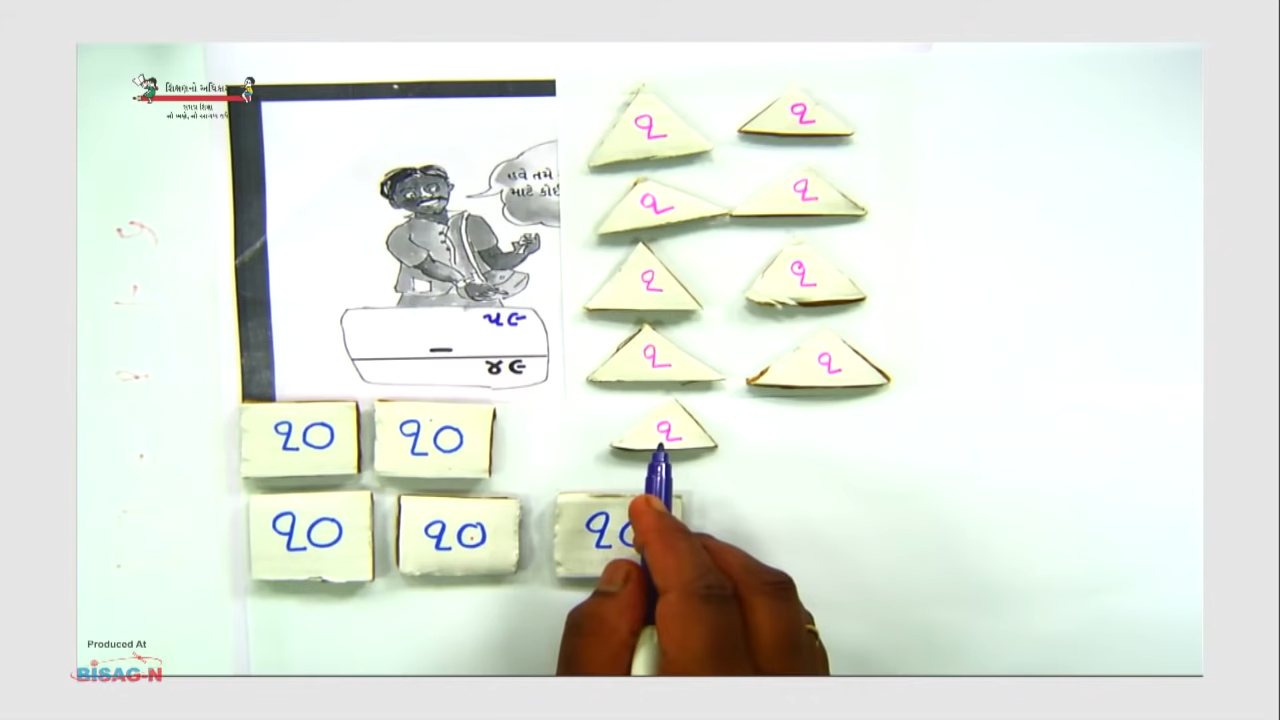 શિક્ષણનો અધિકાર
હવે તમે
માટે કોઈ
૫૯
–
૪૯
૧ ૧
૧ ૧
૧ ૧
૧ ૧
૧
૧૦ ૧૦
૧૦ ૧૦ ૧૦
Produced At
BISAG-N